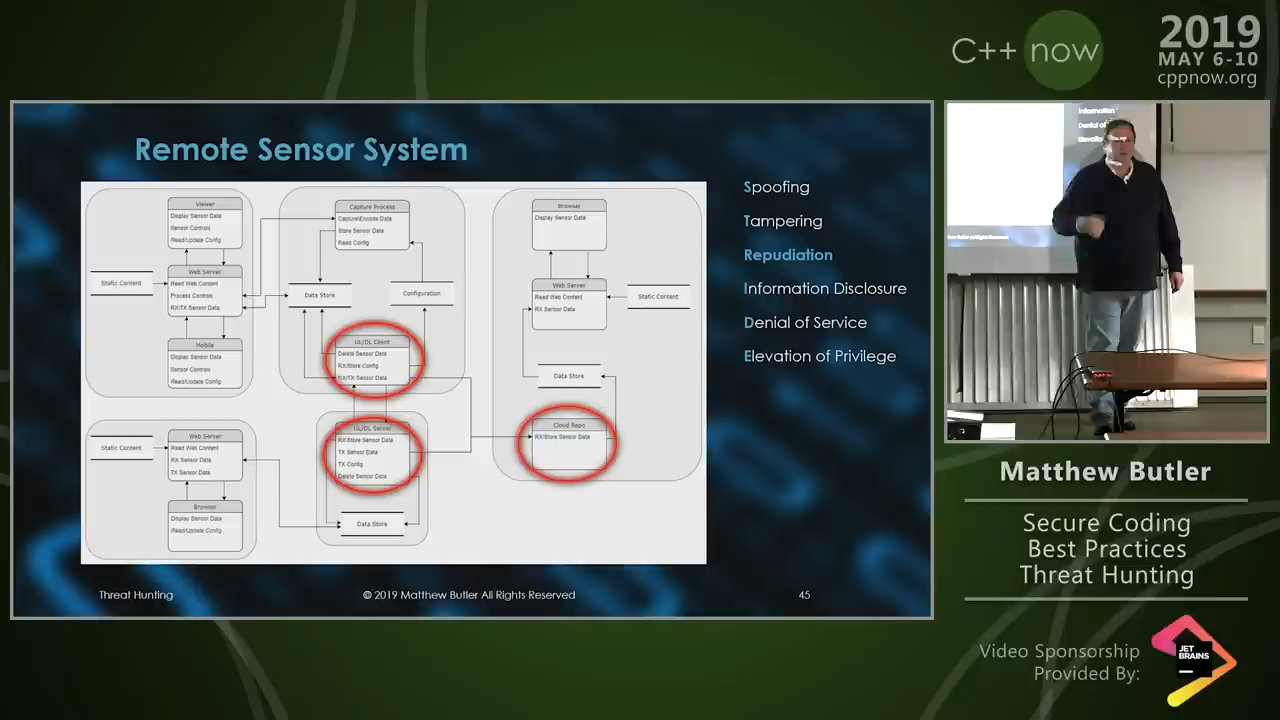 C++ now
2019
MAY 6-10
cppnow.org
Remote Sensor System
Viewer
Display Sensor Data
Sensor Controls
Read/Update Config
Web Server
Read Web Content
Process Controls
RX/TX Sensor Data
Static Content
Mobile
Display Sensor Data
Sensor Controls
Read/Update Config
Capture Process
Capture\Encode Data
Store Sensor Data
Read Config
Data Store
Configuration
UL/DL Client
Delete Sensor Data
RX/Store Config
RX/TX Sensor Data
Browser
Display Sensor Data
Web Server
Read Web Content
RX Sensor Data
Static Content
Data Store
Cloud Repo
RX\Store Sensor Data
Static Content
Web Server
Read Web Content
RX Sensor Data
TX Sensor Data
Browser
Display Sensor Data
Read/Update Config
UL/DL Server
RX\Store Sensor Data
TX Sensor Data
TX Config
Delete Sensor Data
Data Store
Spoofing
Tampering
Repudiation
Information Disclosure
Denial of Service
Elevation of Privilege
Threat Hunting
© 2019 Matthew Butler All Rights Reserved
45
Information
Denial of
Matthew Butler
Secure Coding
Best Practices
Threat Hunting
Video Sponsorship
Provided By:
JET
BRAINS